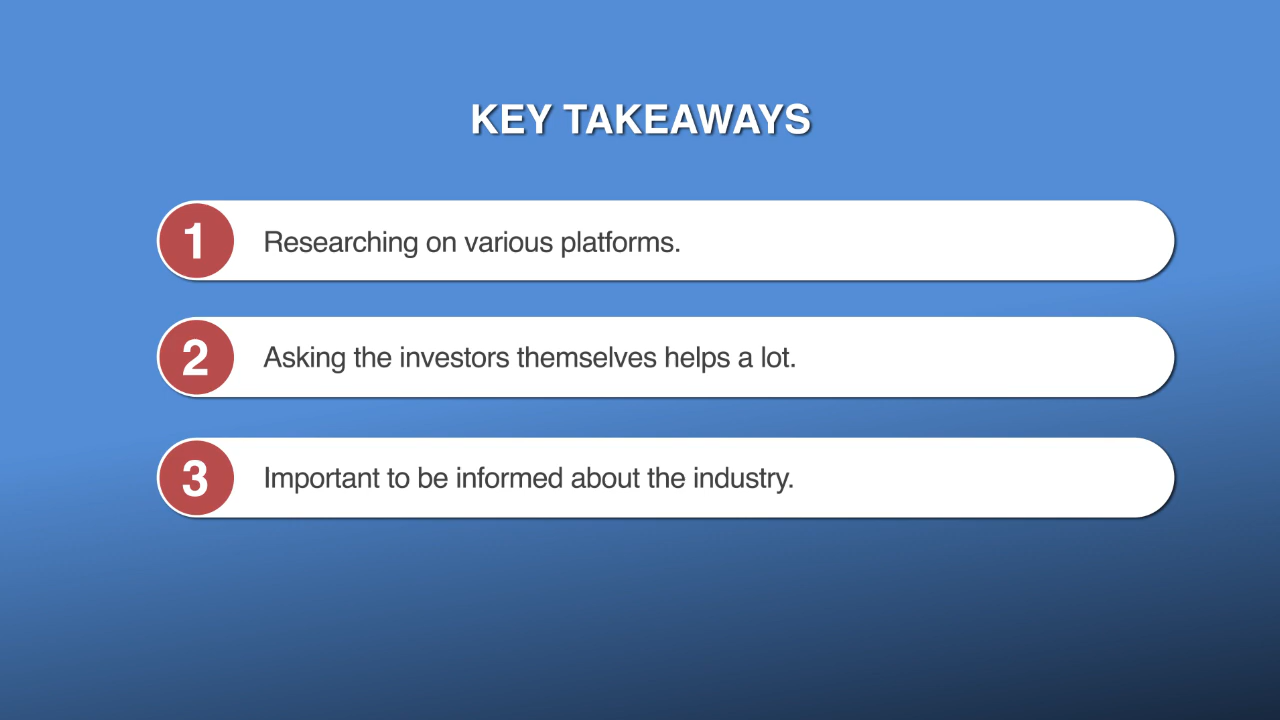 KEY TAKEAWAYS
1 Researching on various platforms.
2 Asking the investors themselves helps a lot.
3 Important to be informed about the industry.